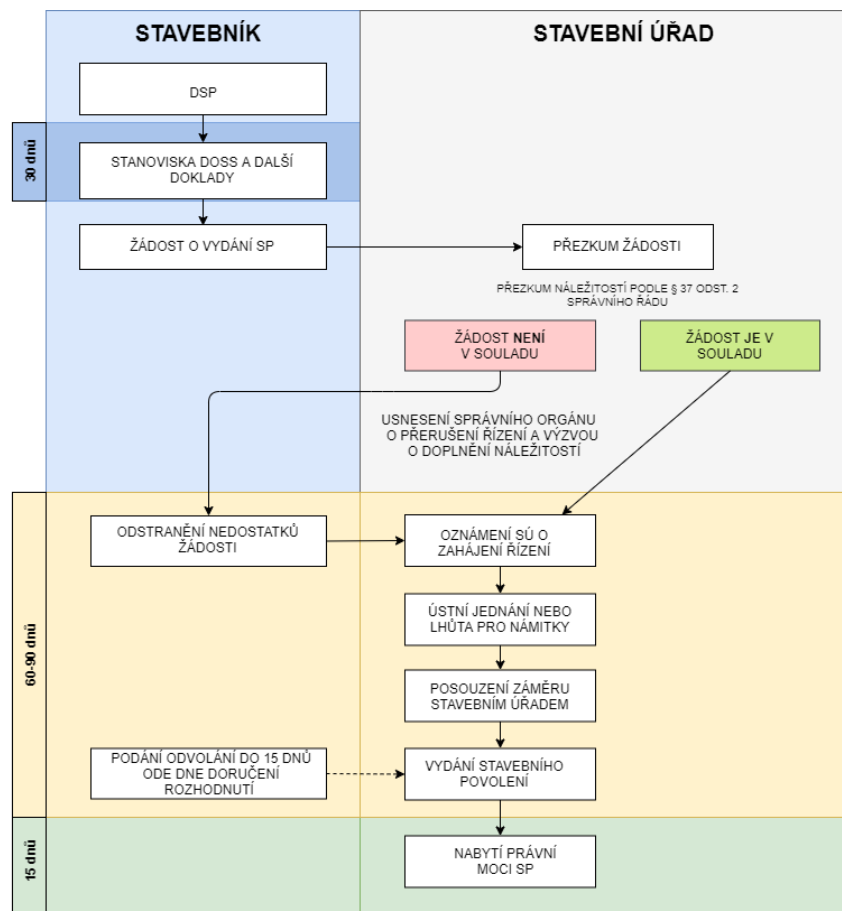 STAVEBNÍK
STAVEBNÍ ÚŘAD
DSP
30 dnů
STANOVISKA DOSS A DALŠÍ
DOKLADY
ŽÁDOST O VYDÁNÍ SP
PŘEZKUM ŽÁDOSTI
PŘEZKUM NÁLEŽITOSTÍ PODLE § 37 ODST. 2
SPRÁVNÍHO ŘÁDU
ŽÁDOST NENÍ
V SOULADU
ŽÁDOST JE V
SOULADU
USNESENÍ SPRÁVNÍHO ORGÁNU
O PŘERUŠENÍ ŘÍZENÍ A VÝZVOU
O DOPLNĚNÍ NÁLEŽITOSTÍ
60-90 dnů
ODSTRANĚNÍ NEDOSTATKŮ
ŽÁDOSTI
OZNÁMENÍ SÚ O
ZAHÁJENÍ ŘÍZENÍ
ÚSTNÍ JEDNÁNÍ NEBO
LHŮTA PRO NÁMITKY
POSOUZENÍ ZÁMĚRU
STAVEBNÍM ÚŘADEM
PODÁNÍ ODVOLÁNÍ DO 15 DNŮ
ODE DNE DORUČENÍ
ROZHODNUTÍ
VYDÁNÍ STAVEBNÍHO
POVOLENÍ
15 dnů
NABYTÍ PRÁVNÍ
MOCI SP